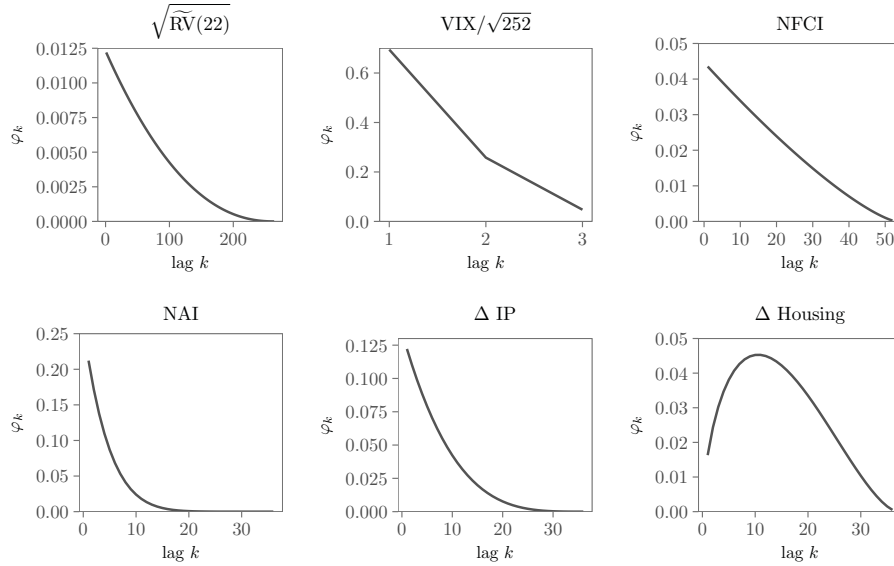 √R̃V(22)
0.0125
0.0100
0.0075
0.0050
0.0025
0.0000
φk
0 100 200
lag k
VIX/√252
0.6
0.4
0.2
0.0
φk
1 2 3
lag k
NFCI
0.05
0.04
0.03
0.02
0.01
0.00
φk
0 10 20 30 40 50
lag k
NAI
0.25
0.20
0.15
0.10
0.05
0.00
φk
0 10 20 30
lag k
Δ IP
0.125
0.100
0.075
0.050
0.025
0.000
φk
0 10 20 30
lag k
Δ Housing
0.05
0.04
0.03
0.02
0.01
0.00
φk
0 10 20 30
lag k